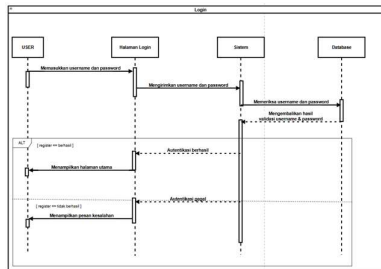 Login
USER
Halaman Login
Sistem
Database
Memasukkan username dan password
Mengirimkan username dan password
Memeriksa username dan password
Mengembalikan hasil
validasi username & password
ALT
[ register == berhasil ]
Autentikasi berhasil
Menampilkan halaman utama
Autentikasi gagal
[ register == tidak berhasil ]
Menampilkan pesan kesalahan